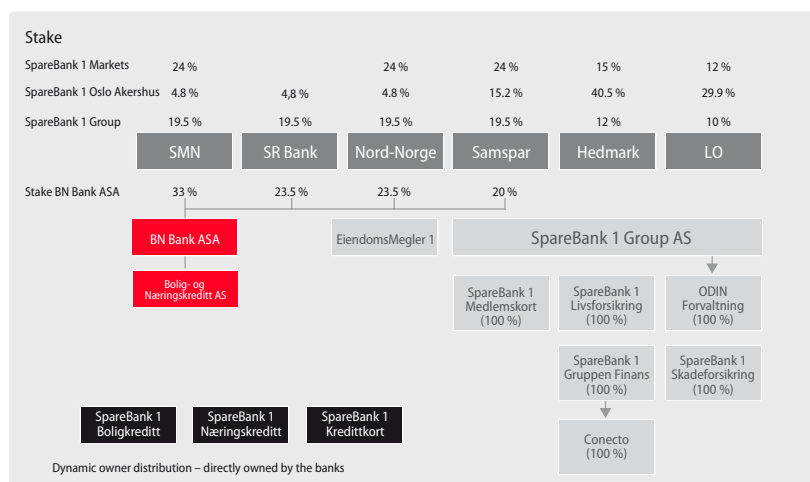 Stake
SpareBank 1 Markets 24 % 24 % 24 % 15 % 12 %
SpareBank 1 Oslo Akershus 4.8 % 4,8 % 4.8 % 15.2 % 40.5 % 29.9 %
SpareBank 1 Group 19.5 % 19.5 % 19.5 % 19.5 % 12 % 10 %
SMN SR Bank Nord-Norge Samspar Hedmark LO
Stake BN Bank ASA 33 % 23.5 % 23.5 % 20 %
BN Bank ASA EiendomsMegler 1 SpareBank 1 Group AS
Bolig- og
Næringskreditt AS
SpareBank 1
Medlemskort
(100 %)
SpareBank 1
Livsforsikring
(100 %)
ODIN
Forvaltning
(100 %)
SpareBank 1
Gruppen Finans
(100 %)
SpareBank 1
Skadeforsikring
(100 %)
SpareBank 1
Boligkreditt
SpareBank 1
Næringskreditt
SpareBank 1
Kredittkort
Conecto
(100 %)
Dynamic owner distribution – directly owned by the banks